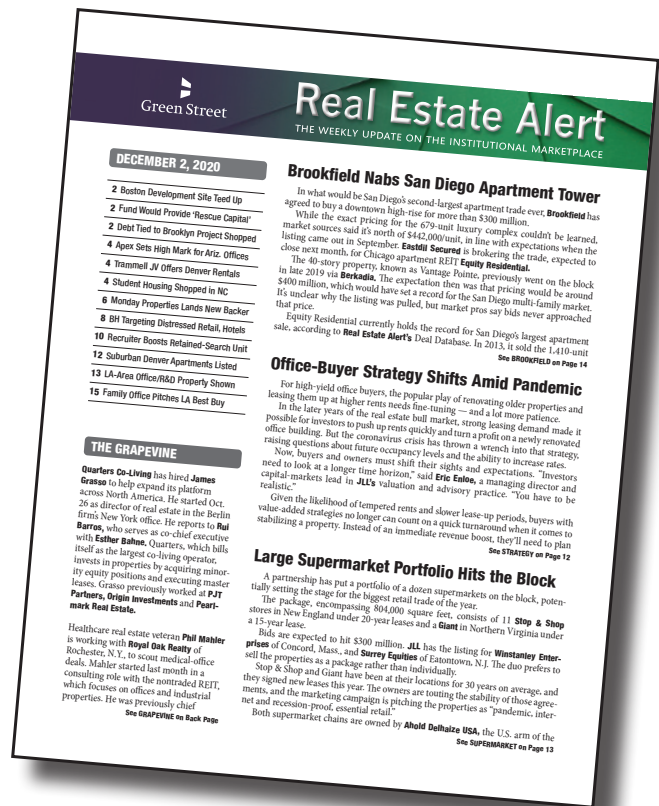 Green Street
Real Estate Alert
THE WEEKLY UPDATE ON THE INSTITUTIONAL MARKETPLACE
DECEMBER 2, 2020
2 Boston Development Site Teed Up
2 Fund Would Provide ‘Rescue Capital’
2 Debt Tied to Brooklyn Project Shopped
4 Apex Sets High Mark for Ariz. Offices
4 Trammell JV Offers Denver Rentals
4 Student Housing Shopped in NC
6 Monday Properties Lands New Backer
8 BH Targeting Distressed Retail, Hotels
10 Recruiter Boosts Retained-Search Unit
12 Suburban Denver Apartments Listed
13 LA-Area Office/R&D Property Shown
15 Family Office Pitches LA Best Buy
THE GRAPEVINE
Quarters Co-Living has hired James
Grasso to help expand its platform
across North America. He started Oct.
26 as director of real estate in the Berlin
firm’s New York office. He reports to Rui
Barros, who serves as co-chief executive
with Esther Bahne. Quarters, which bills
itself as the largest co-living operator,
invests in properties by acquiring minor-
ity equity positions and executing master
leases. Grasso previously worked at PJT
Partners, Origin Investments and Pearl-
mark Real Estate.
Healthcare real estate veteran Phil Mahler
is working with Royal Oak Realty of
Rochester, N.Y., to scout medical-office
deals. Mahler started last month in a
consulting role with the nontraded REIT,
which focuses on offices and industrial
properties. He was previously chief
See GRAPEVINE on Back Page
Brookfield Nabs San Diego Apartment Tower
In what would be San Diego’s second-largest apartment trade ever, Brookfield has
agreed to buy a downtown high-rise for more than $300 million.
While the exact pricing for the 679-unit luxury complex couldn’t be learned,
market sources said it’s north of $442,000/unit, in line with expectations when the
listing came out in September. Eastdil Secured is brokering the trade, expected to
close next month, for Chicago apartment REIT Equity Residential.
The 40-story property, known as Vantage Pointe, previously went on the block
in late 2019 via Berkadia. The expectation then was that pricing would be around
$400 million, which would have set a record for the San Diego multi-family market.
It’s unclear why the listing was pulled, but market pros say bids never approached
that price.
Equity Residential currently holds the record for San Diego’s largest apartment
sale, according to Real Estate Alert’s Deal Database. In 2013, it sold the 1,410-unit
See BROOKFIELD on Page 14
Office-Buyer Strategy Shifts Amid Pandemic
For high-yield office buyers, the popular play of renovating older properties and
leasing them up at higher rents needs fine-tuning — and a lot more patience.
In the later years of the real estate bull market, strong leasing demand made it
possible for investors to push up rents quickly and turn a profit on a newly renovated
office building. But the coronavirus crisis has thrown a wrench into that strategy,
raising questions about future occupancy levels and the ability to increase rates.
Now, buyers and owners must shift their sights and expectations. “Investors
need to look at a longer time horizon,” said Eric Enloe, a managing director and
capital-markets lead in JLL’s valuation and advisory practice. “You have to be
realistic.”
Given the likelihood of tempered rents and slower lease-up periods, buyers with
value-added strategies no longer can count on a quick turnaround when it comes to
stabilizing a property. Instead of an immediate revenue boost, they’ll need to plan
See STRATEGY on Page 12
Large Supermarket Portfolio Hits the Block
A partnership has put a portfolio of a dozen supermarkets on the block, poten-
tially setting the stage for the biggest retail trade of the year.
The package, encompassing 804,000 square feet, consists of 11 Stop & Shop
stores in New England under 20-year leases and a Giant in Northern Virginia under
a 15-year lease.
Bids are expected to hit $300 million. JLL has the listing for Winstanley Enter-
prises of Concord, Mass., and Surrey Equities of Eatontown, N.J. The duo prefers to
sell the properties as a package rather than individually.
Stop & Shop and Giant have been at their locations for 30 years on average, and
they signed new leases this year. The owners are touting the stability of those agree-
ments, and the marketing campaign is pitching the properties as “pandemic, inter-
net and recession-proof, essential retail.”
Both supermarket chains are owned by Ahold Delhaize USA, the U.S. arm of the
See SUPERMARKET on Page 13